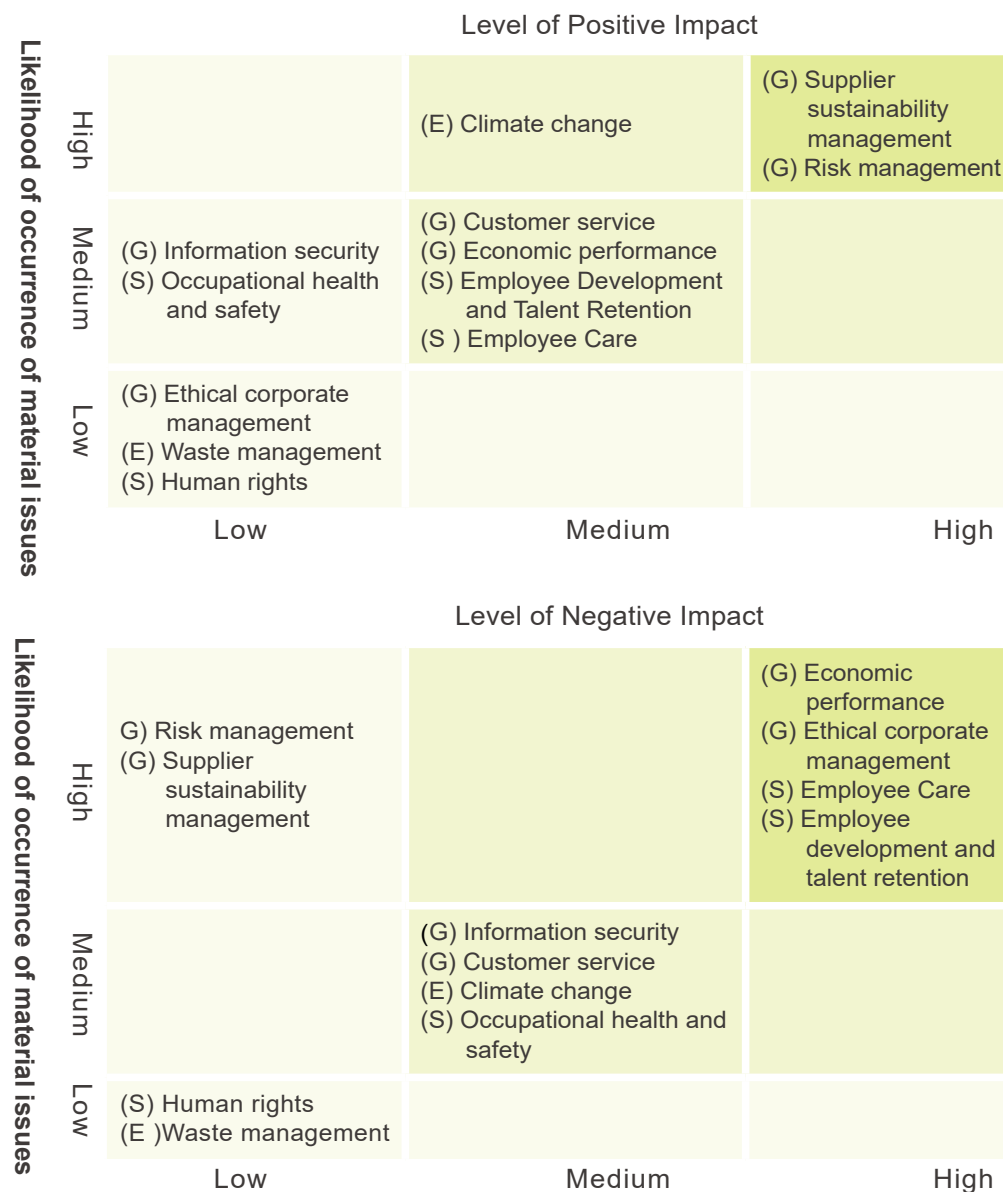 Level of Positive Impact
Likelihood of occurrence of material issues
High
(E) Climate change
(G) Supplier
sustainability
management
(G) Risk management
Medium
(G) Information security
(S) Occupational health
and safety
(G) Customer service
(G) Economic performance
(S) Employee Development
and Talent Retention
(S ) Employee Care
Low
(G) Ethical corporate
management
(E) Waste management
(S) Human rights
Low
Medium
High
Level of Negative Impact
Likelihood of occurrence of material issues
High
G) Risk management
(G) Supplier
sustainability
management
(G) Economic
performance
(G) Ethical corporate
management
(S) Employee Care
(S) Employee
development and
talent retention
Medium
(G) Information security
(G) Customer service
(E) Climate change
(S) Occupational health and
safety
Low
(S) Human rights
(E )Waste management
Low
Medium
High